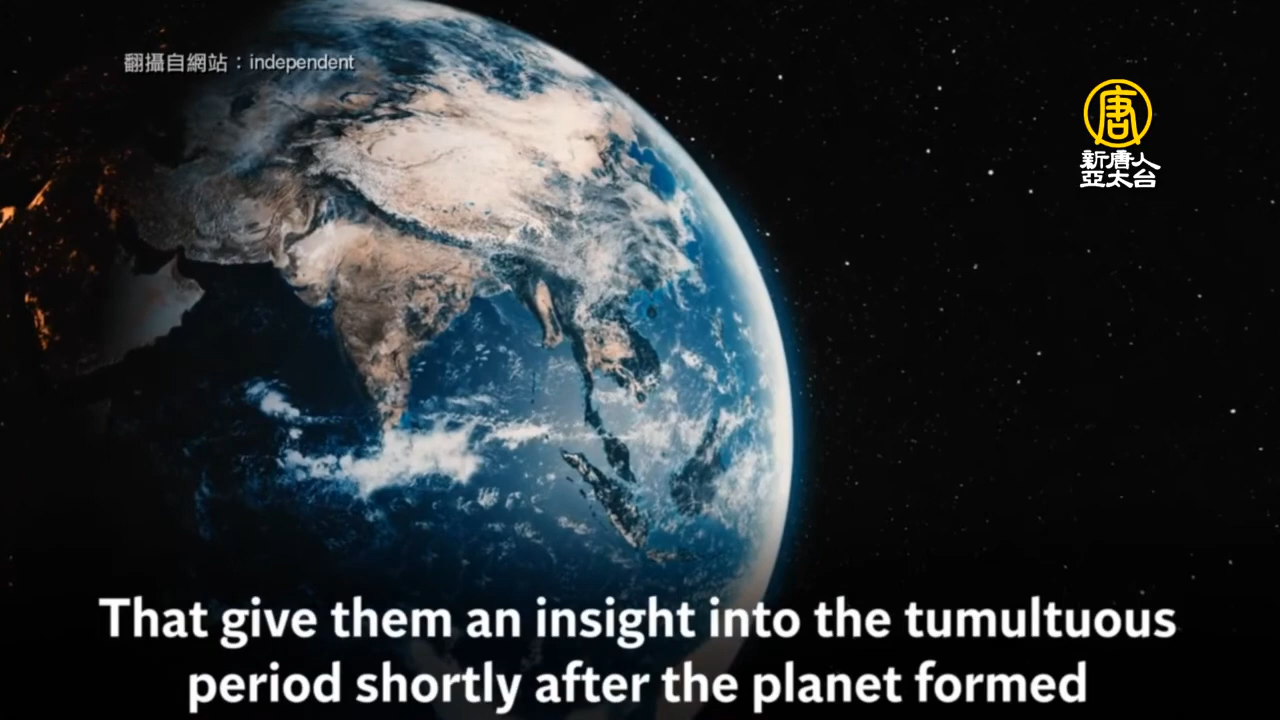 翻攝自網站：independent
唐
新唐人
亞太台
That give them an insight into the tumultuous
period shortly after the planet formed